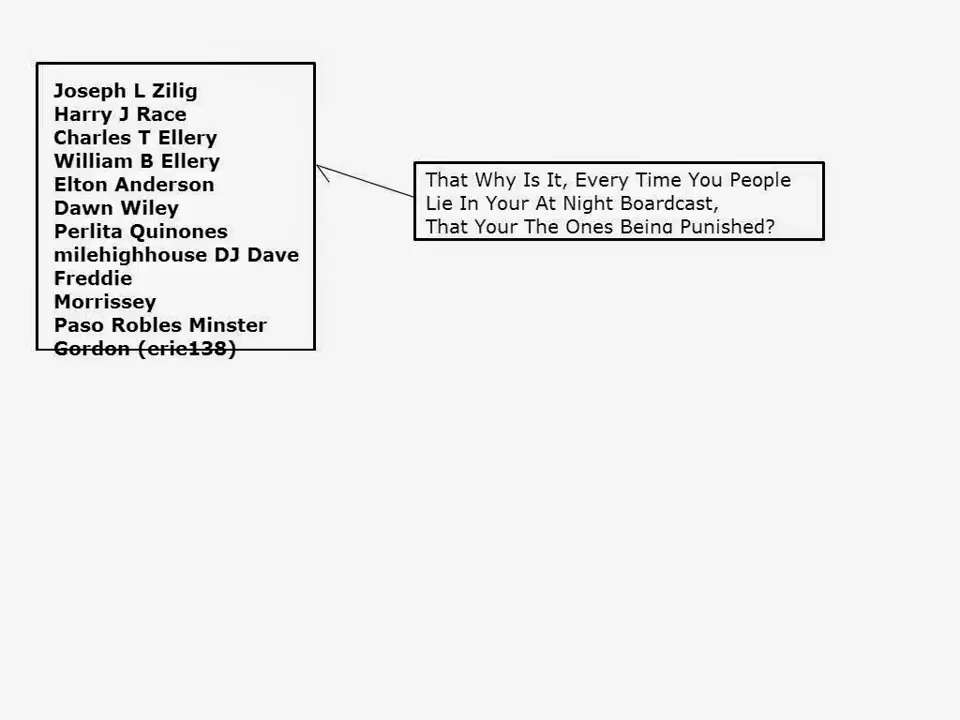 Joseph L Zilig
Harry J Race
Charles T Ellery
William B Ellery
Elton Anderson
Dawn Wiley
Perlita Quinones
milehighhouse DJ Dave
Freddie
Morrissey
Paso Robles Minster
Gordon (erie138)
That Why Is It, Every Time You People
Lie In Your At Night Boardcast,
That Your The Ones Being Punished?